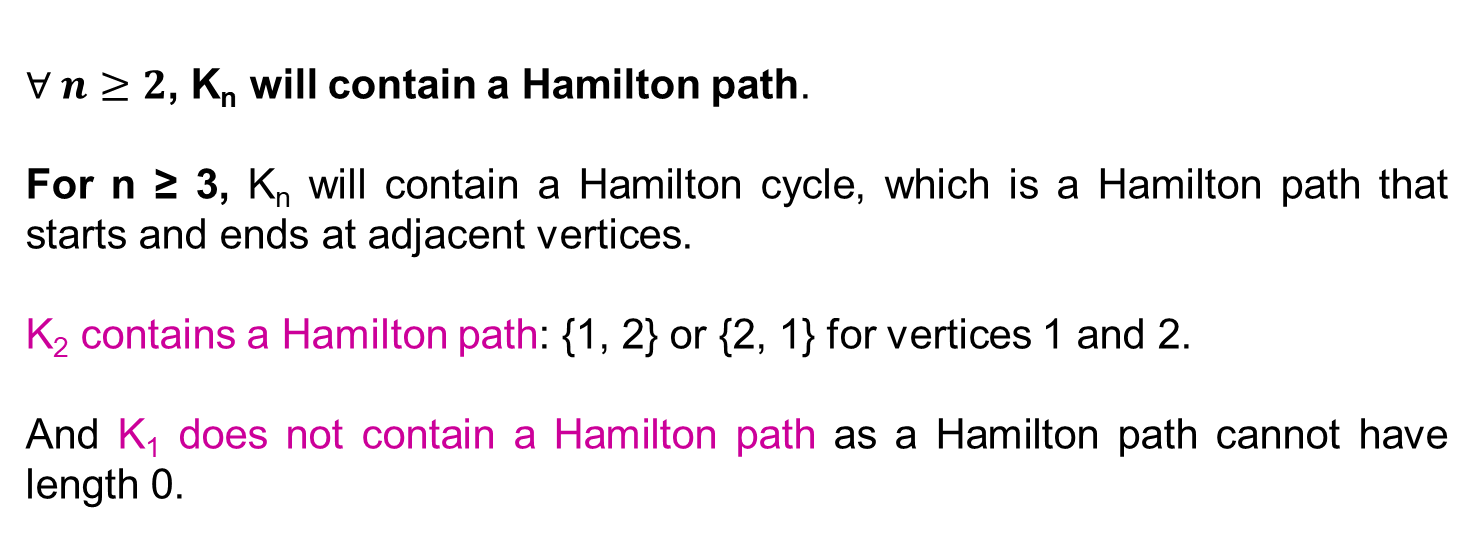 ∀ n ≥ 2, Kₙ will contain a Hamilton path.
For n ≥ 3, Kₙ will contain a Hamilton cycle, which is a Hamilton path that
starts and ends at adjacent vertices.
K₂ contains a Hamilton path: {1, 2} or {2, 1} for vertices 1 and 2.
And K₁ does not contain a Hamilton path as a Hamilton path cannot have
length 0.